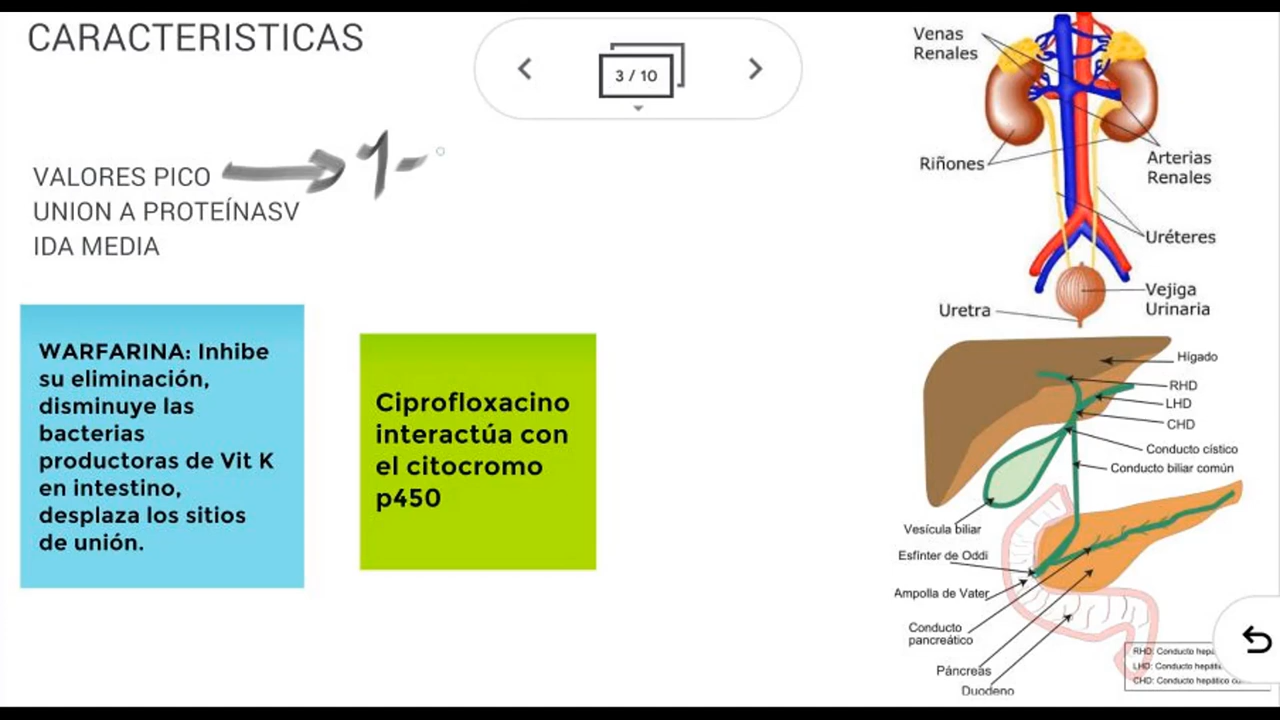 CARACTERISTICAS
3 / 10
VALORES PICO
1-
UNION A PROTEÍNASV
IDA MEDIA
WARFARINA: Inhibe
su eliminación,
disminuye las
bacterias
productoras de Vit K
en intestino,
desplaza los sitios
de unión.
Ciprofloxacino
interactúa con
el citocromo
p450
Venas
Renales
Riñones
Arterias
Renales
Uréteres
Vejiga
Urinaria
Uretra
Hígado
RHD
LHD
CHD
Conducto cístico
Conducto biliar común
Vesícula biliar
Esfínter de Oddi
Ampolla de Vater
Conducto
pancreático
Páncreas
Duodeno
RHD: Conducto
LHD: Conducto
CHD: Conducto hepático